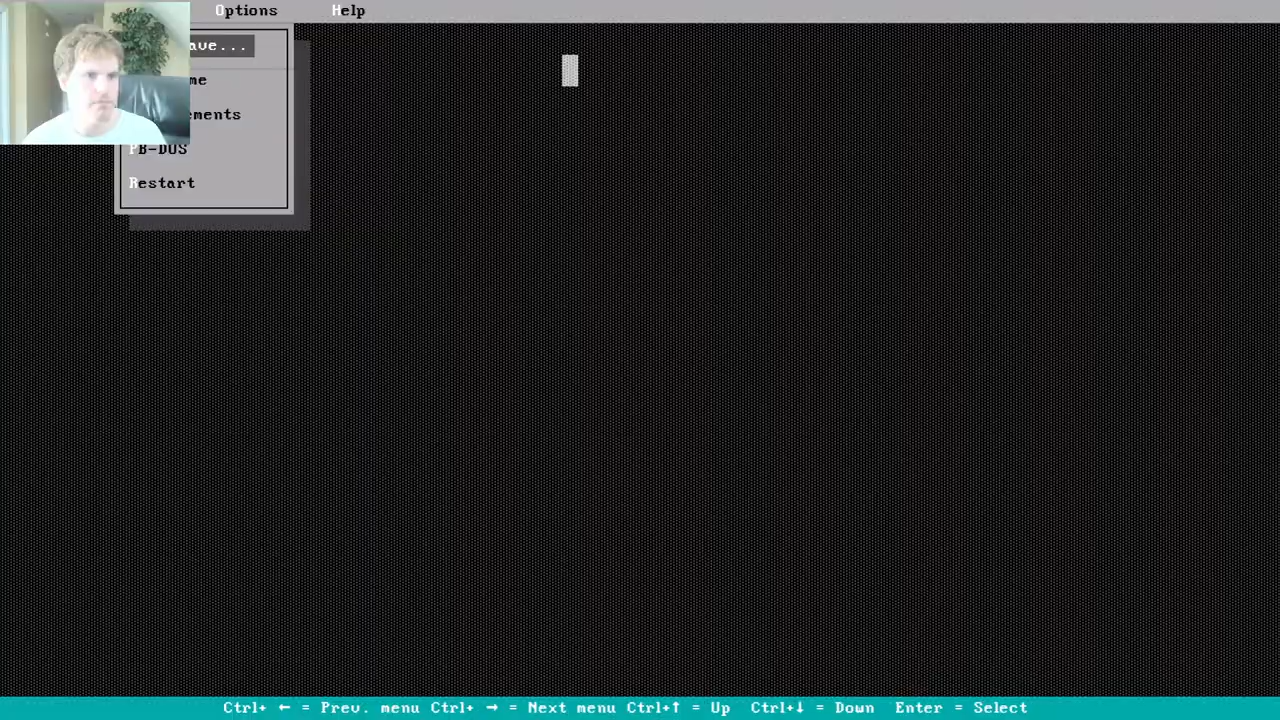 Options Help
ave...
me
ements
PB-DOS
Restart
Ctrl+ ← = Prev. menu Ctrl+ → = Next menu Ctrl+↑ = Up Ctrl+↓ = Down Enter = Select